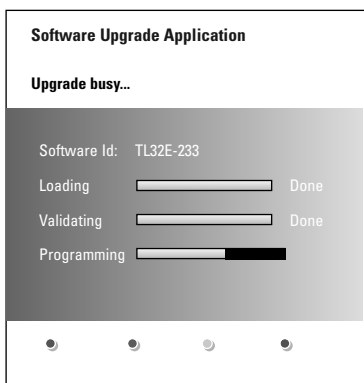 Software Upgrade Application
Upgrade busy...
Software Id: TL32E-233
Loading Done
Validating Done
Programming